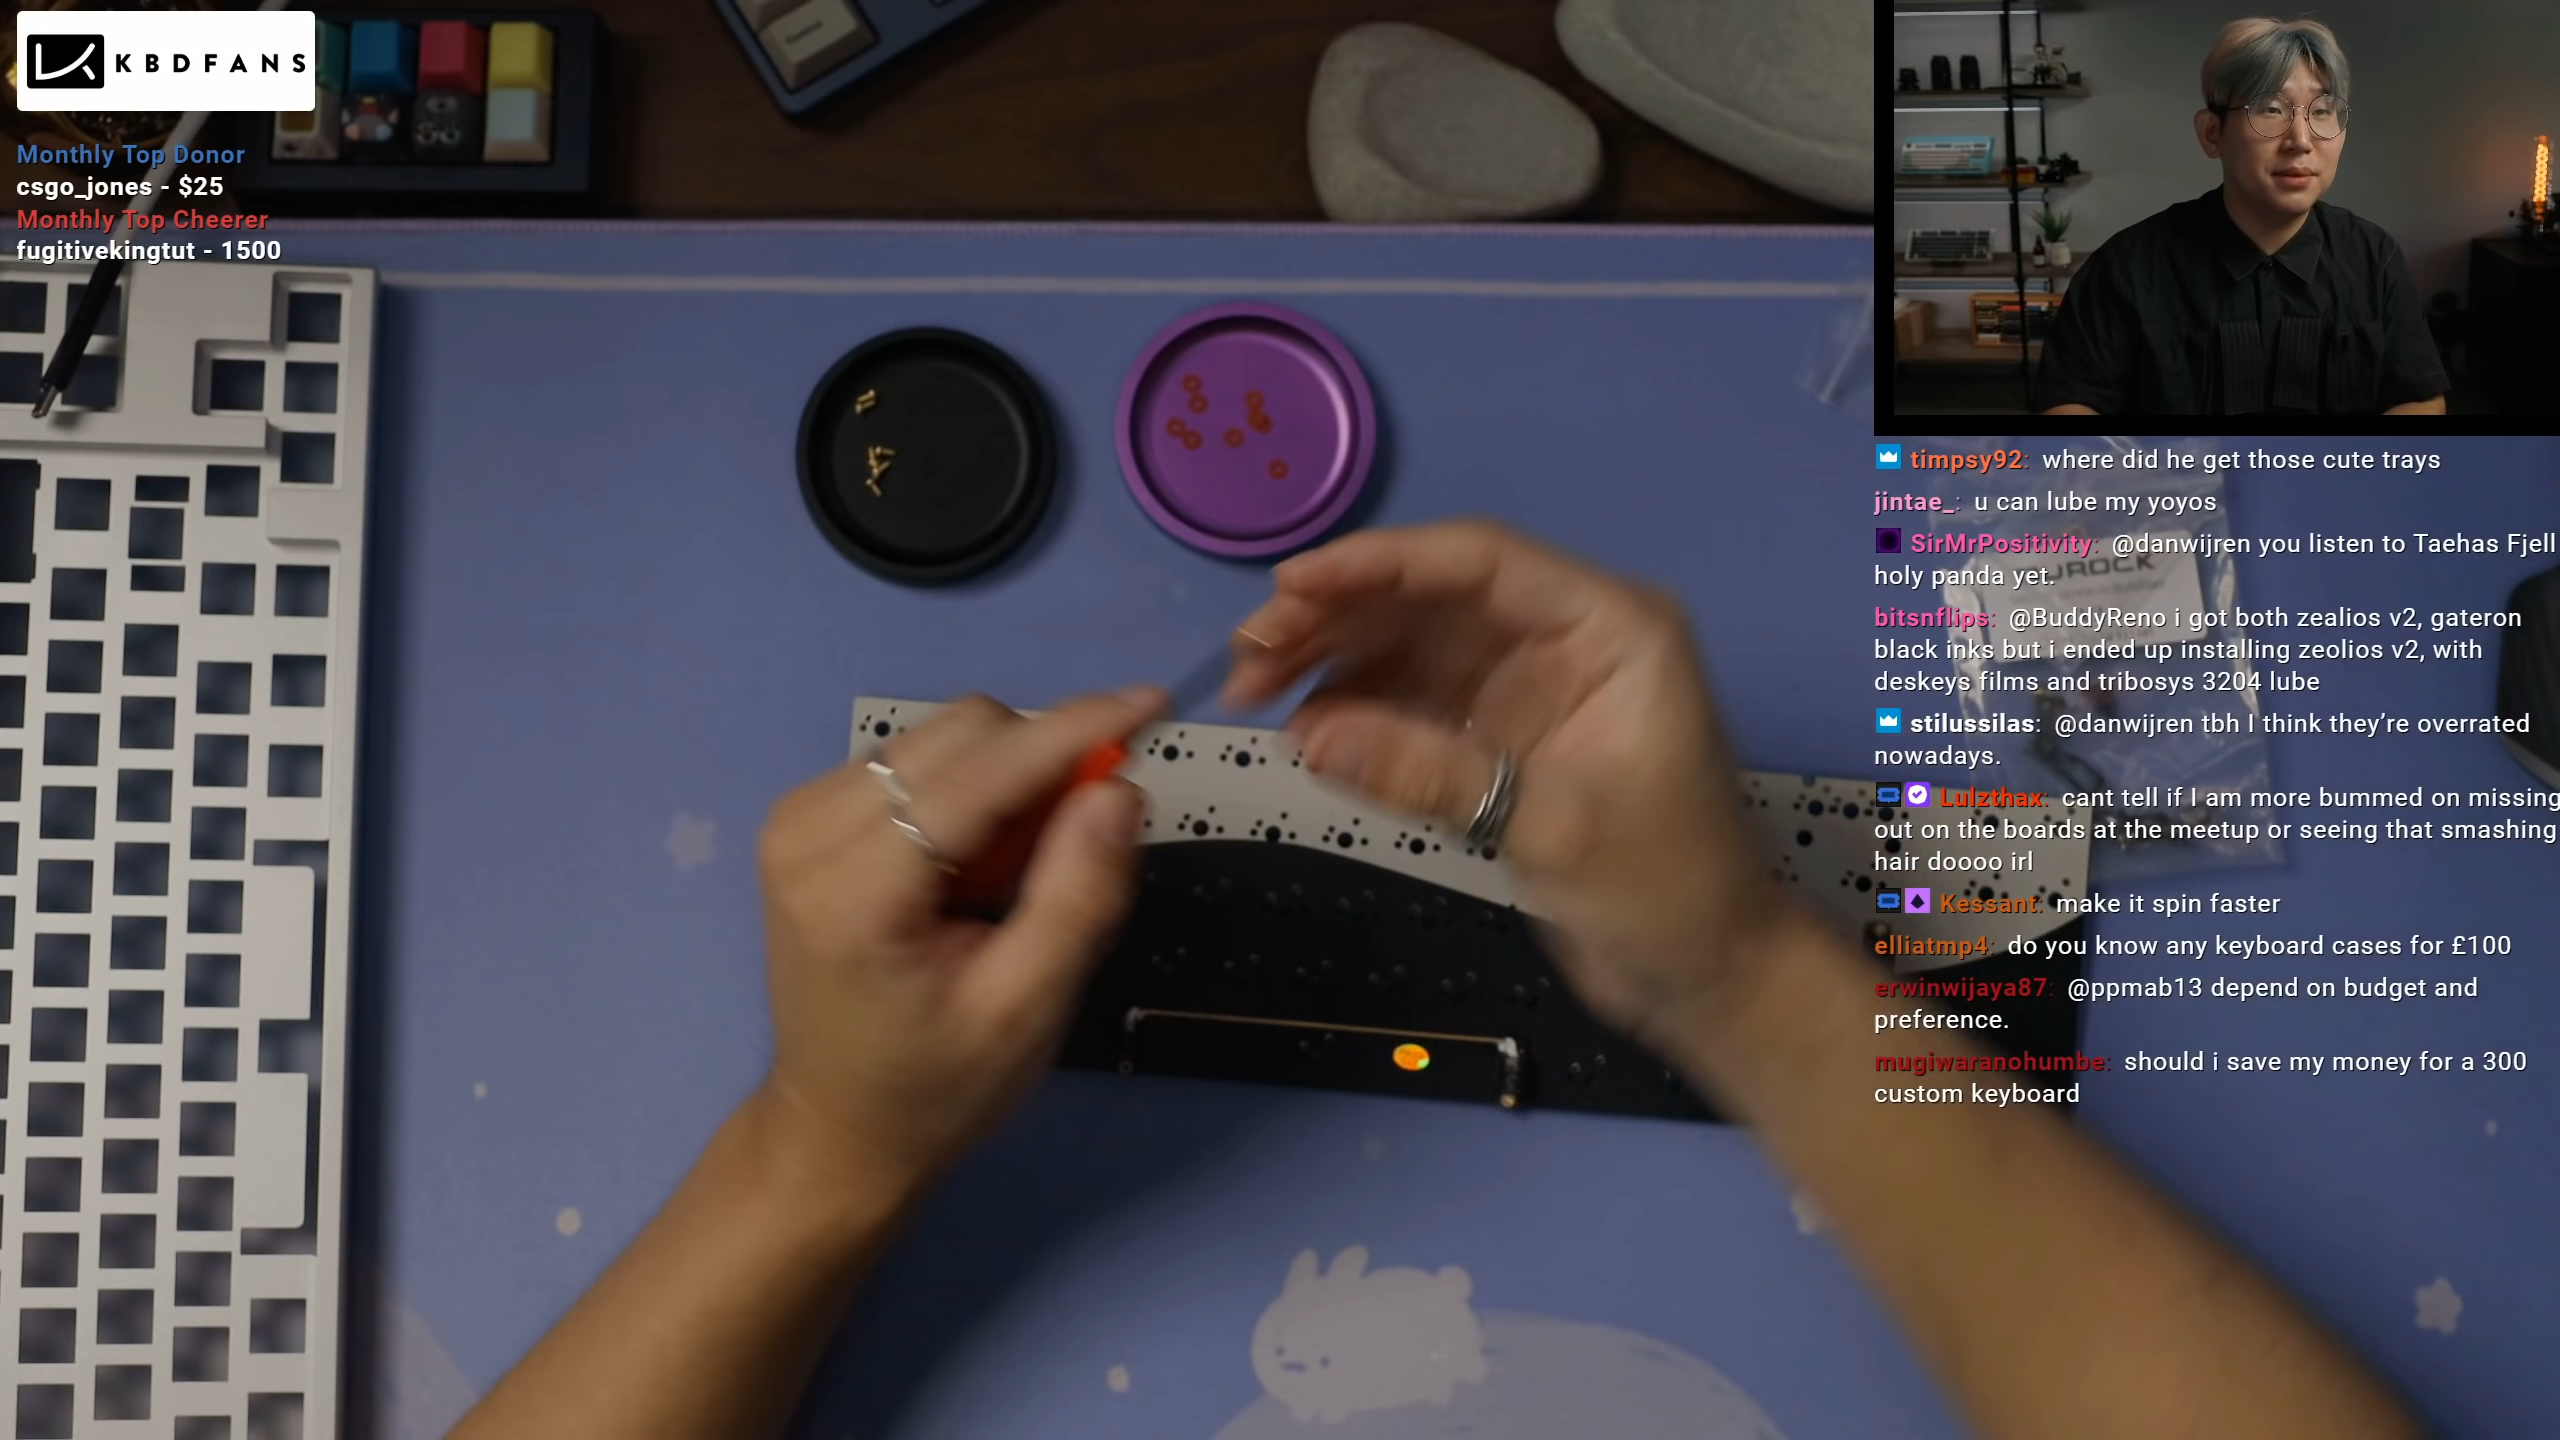 KBDFANS
Monthly Top Donor
csgo_jones - $25
Monthly Top Cheerer
fugitivekingtut - 1500
timpsy92: where did he get those cute trays
jintae_: u can lube my yoyos
SirMrPositivity: @danwijren you listen to Taehas Fjell
holy panda yet.
bitsnflips: @BuddyReno i got both zealios v2, gateron
black inks but i ended up installing zeolios v2, with
deskeys films and tribosys 3204 lube
stilussilas: @danwijren tbh I think they’re overrated
nowadays.
Lulzthax: cant tell if I am more bummed on missing
out on the boards at the meetup or seeing that smashing
hair doooo irl
Kessant: make it spin faster
elliatmp4: do you know any keyboard cases for £100
erwinwijaya87: @ppmab13 depend on budget and
preference.
mugiwaranohumbe: should i save my money for a 300
custom keyboard